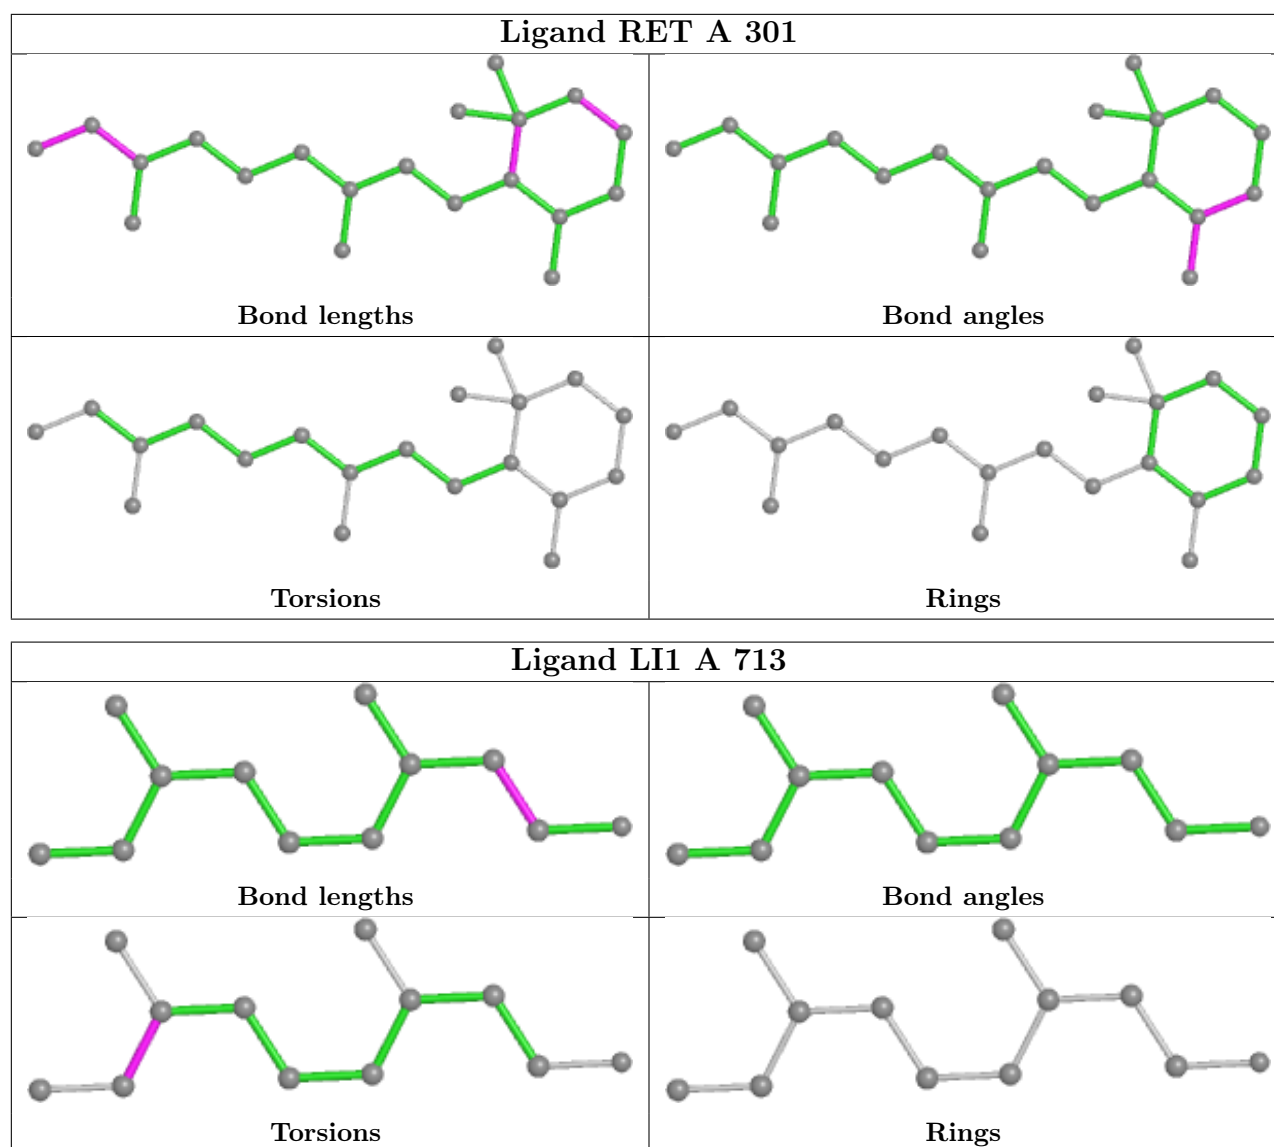 Ligand RET A 301
Bond lengths
Bond angles
Torsions
Rings
Ligand LI1 A 713
Bond lengths
Bond angles
Torsions
Rings